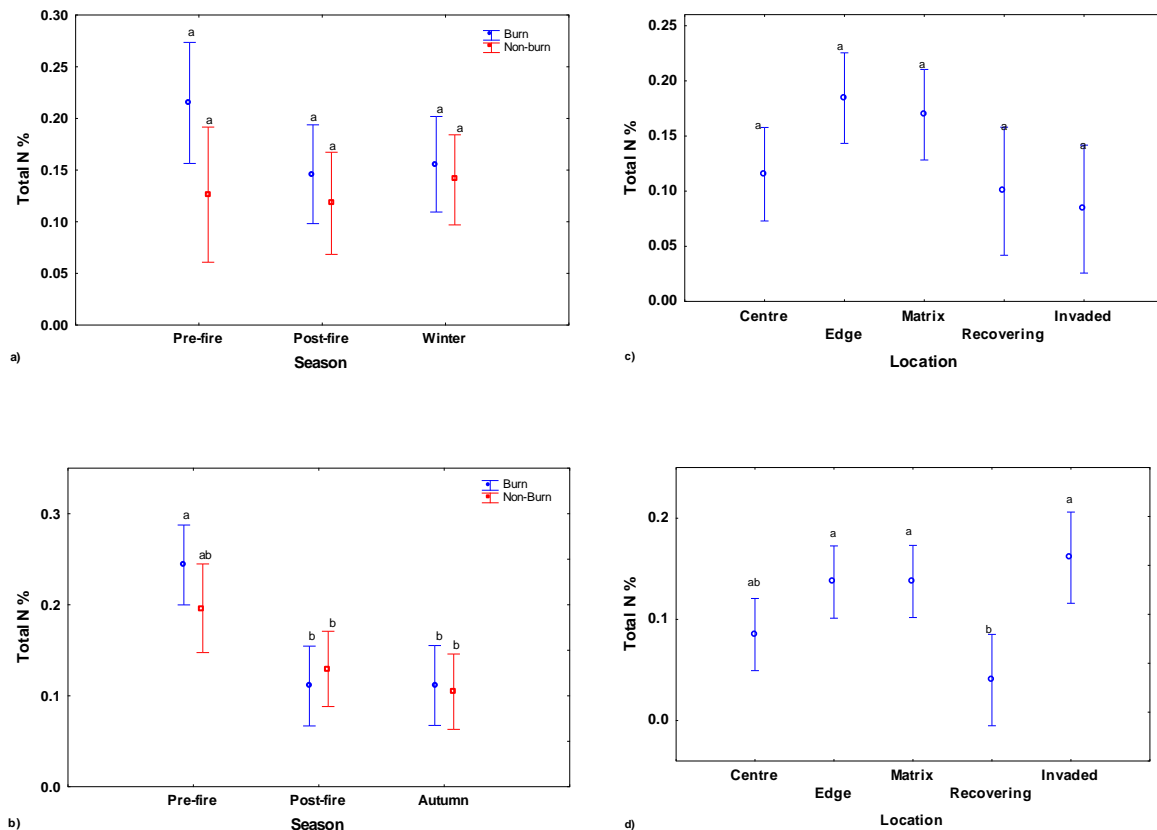 0.30
0.25
0.20
0.15
0.10
0.05
0.00
Total N %
a a a a a a
Burn
Non-burn
Pre-fire Post-fire Winter
Season
a)
0.25
0.20
0.15
0.10
0.05
0.00
Total N %
a a a a a
Centre Matrix Invaded
Edge Recovering
Location
c)
0.3
0.2
0.1
0.0
Total N %
a ab b b b b
Burn
Non-Burn
Pre-fire Post-fire Autumn
Season
b)
0.2
0.1
0.0
Total N %
ab a a b a
Centre Matrix Invaded
Edge Recovering
Location
d)